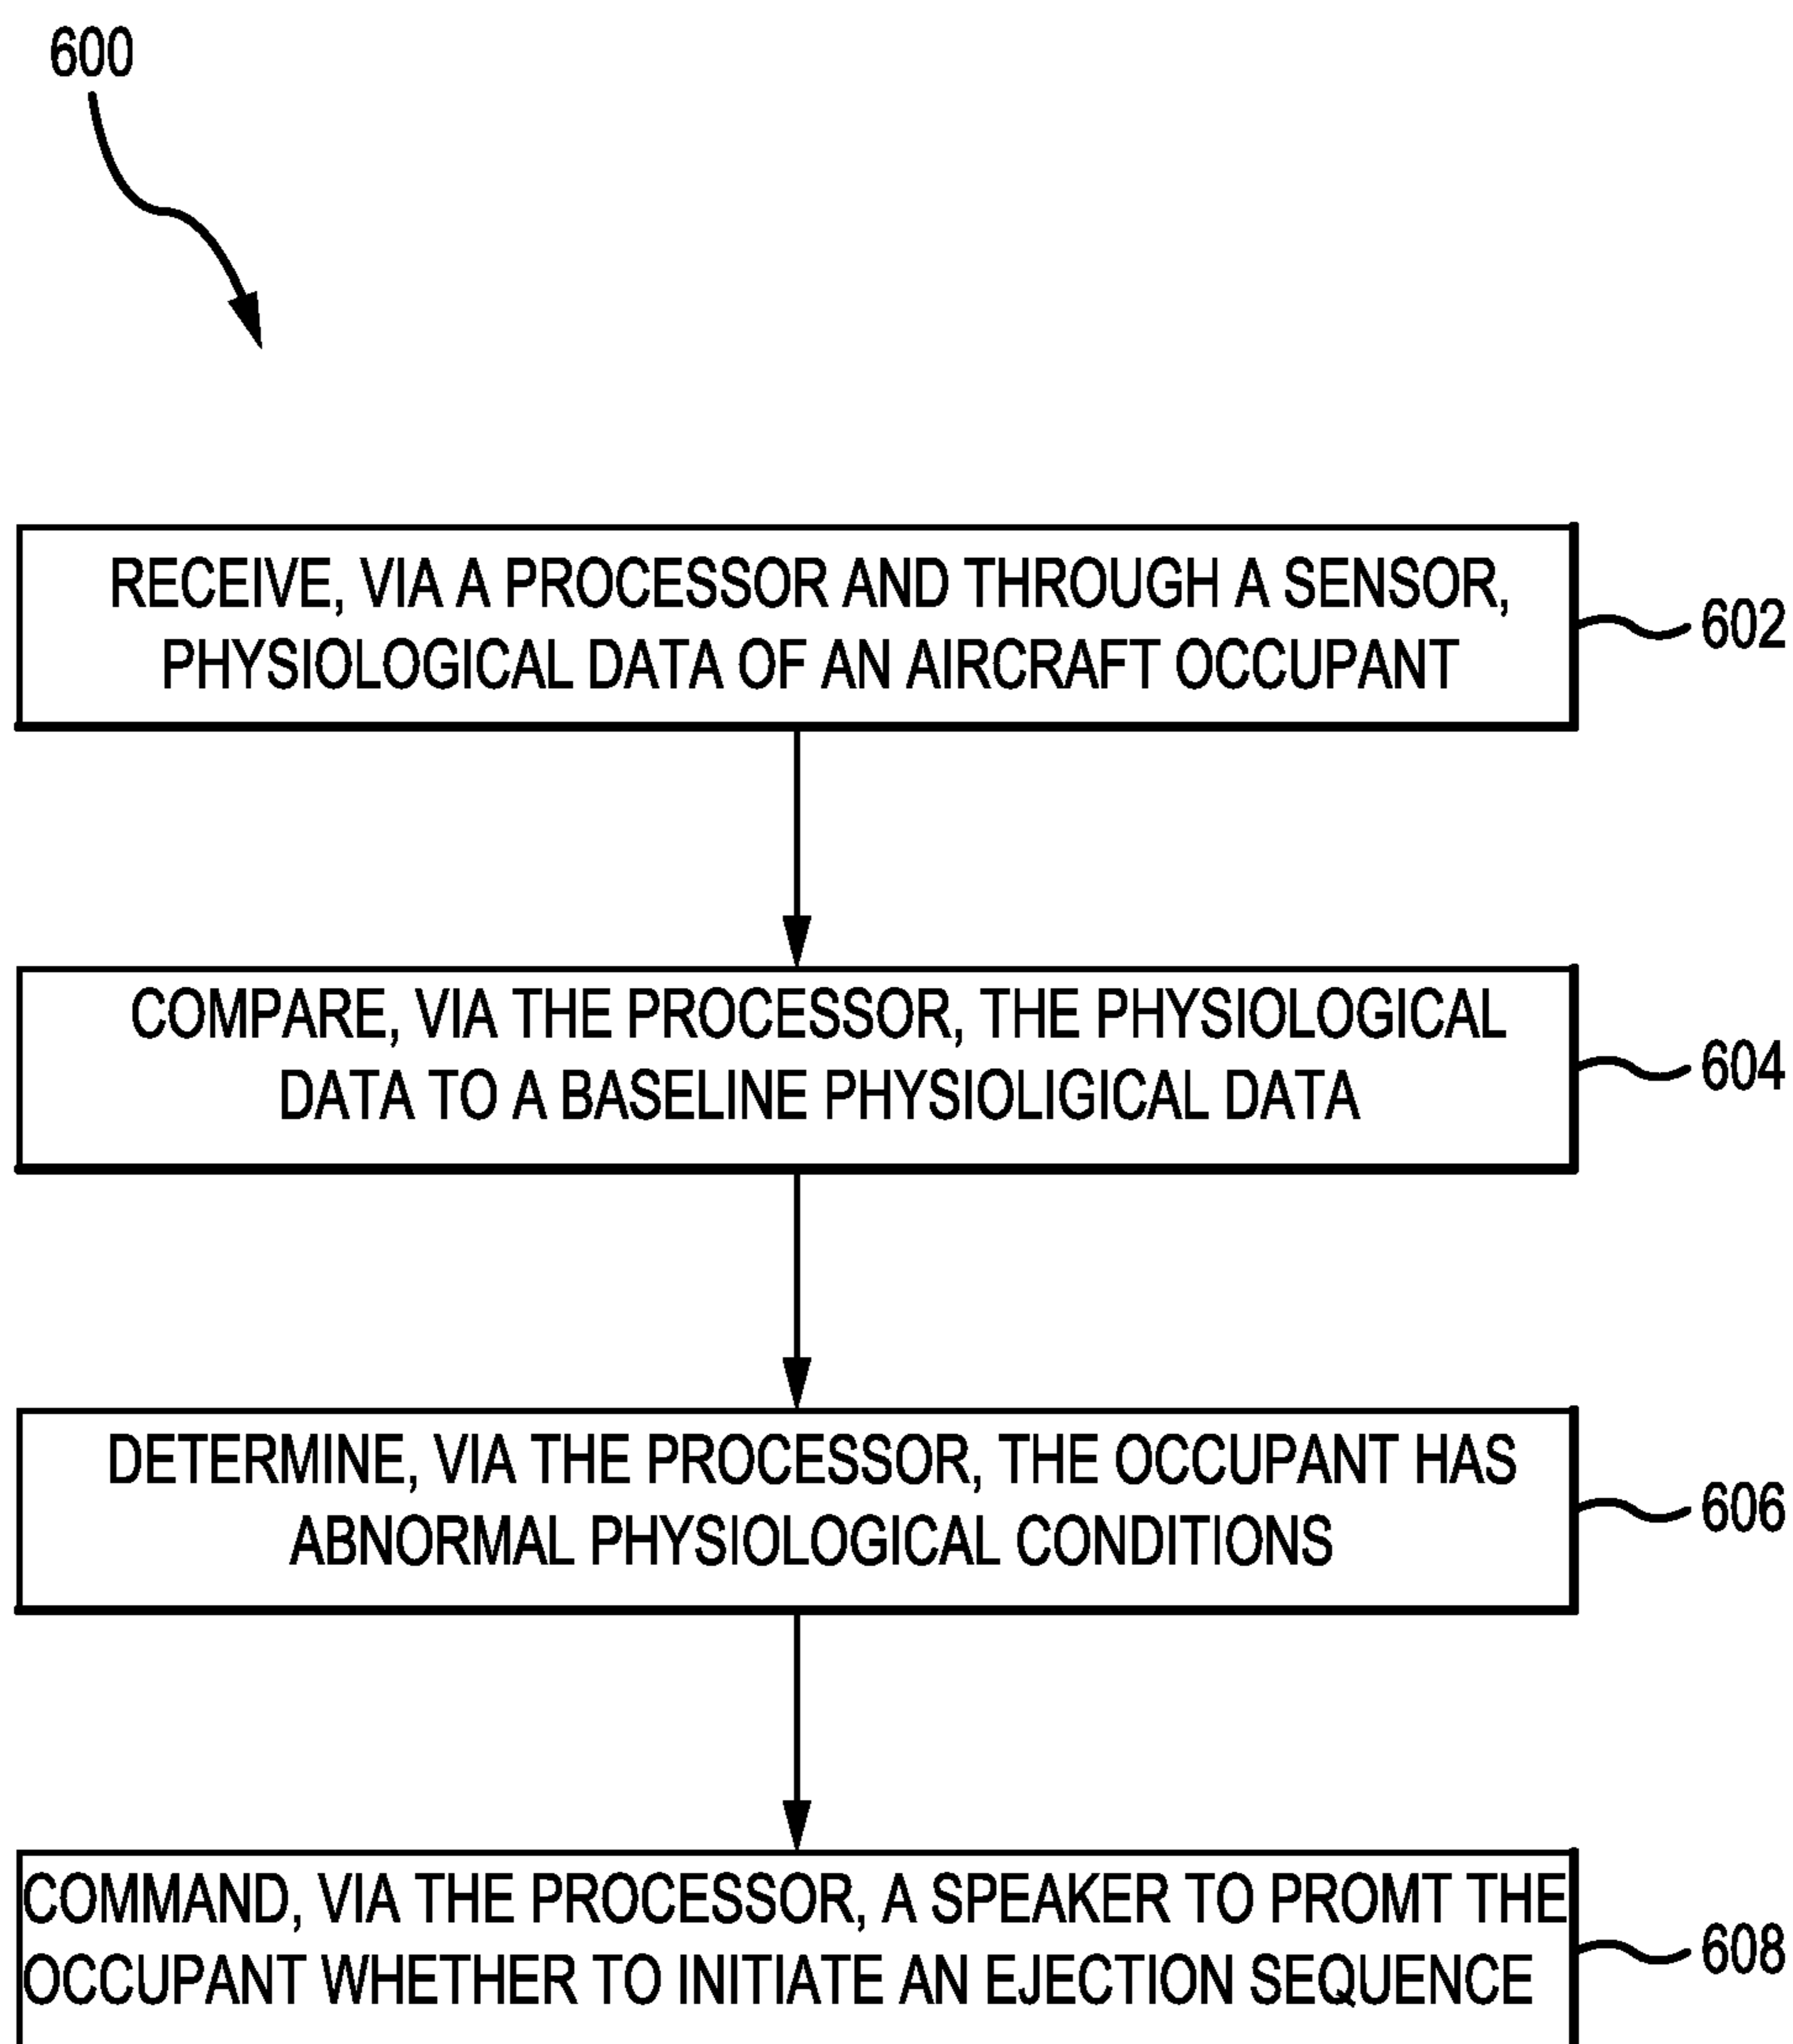 600
RECEIVE, VIA A PROCESSOR AND THROUGH A SENSOR,
PHYSIOLOGICAL DATA OF AN AIRCRAFT OCCUPANT
602
COMPARE, VIA THE PROCESSOR, THE PHYSIOLOGICAL
DATA TO A BASELINE PHYSIOLIGICAL DATA
604
DETERMINE, VIA THE PROCESSOR, THE OCCUPANT HAS
ABNORMAL PHYSIOLOGICAL CONDITIONS
606
COMMAND, VIA THE PROCESSOR, A SPEAKER TO PROMT THE
OCCUPANT WHETHER TO INITIATE AN EJECTION SEQUENCE
608